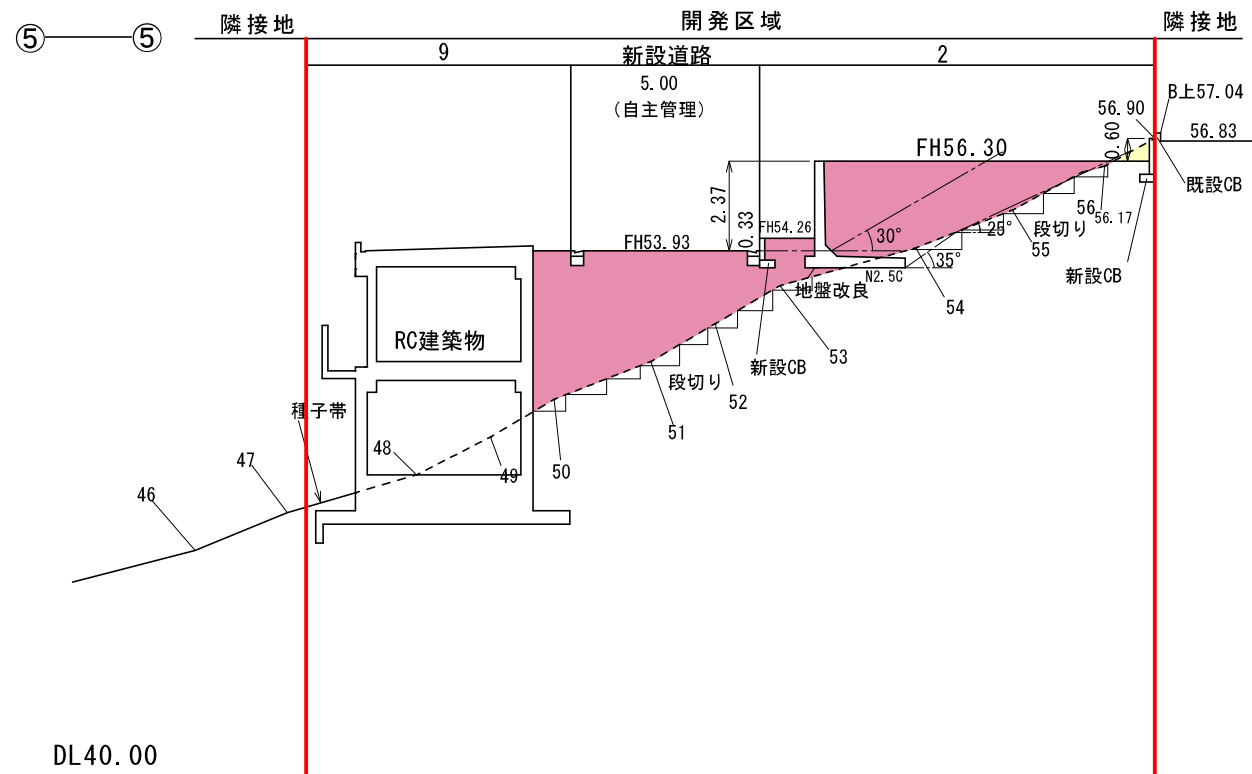 ⑤ ⑤
隣接地 開発区域 隣接地
9 新設道路 2
5.00
(自主管理)
B上57.04
56.90
56.83
0.60
FH56.30
既設CB
2.37
0.33
FH54.26
FH53.93
30°
25°
35°
56
56.17
段切り
55
新設CB
N2.5C
地盤改良
54
53
RC建築物
新設CB
段切り
52
51
種子帯
50
49
48
47
46
DL40.00